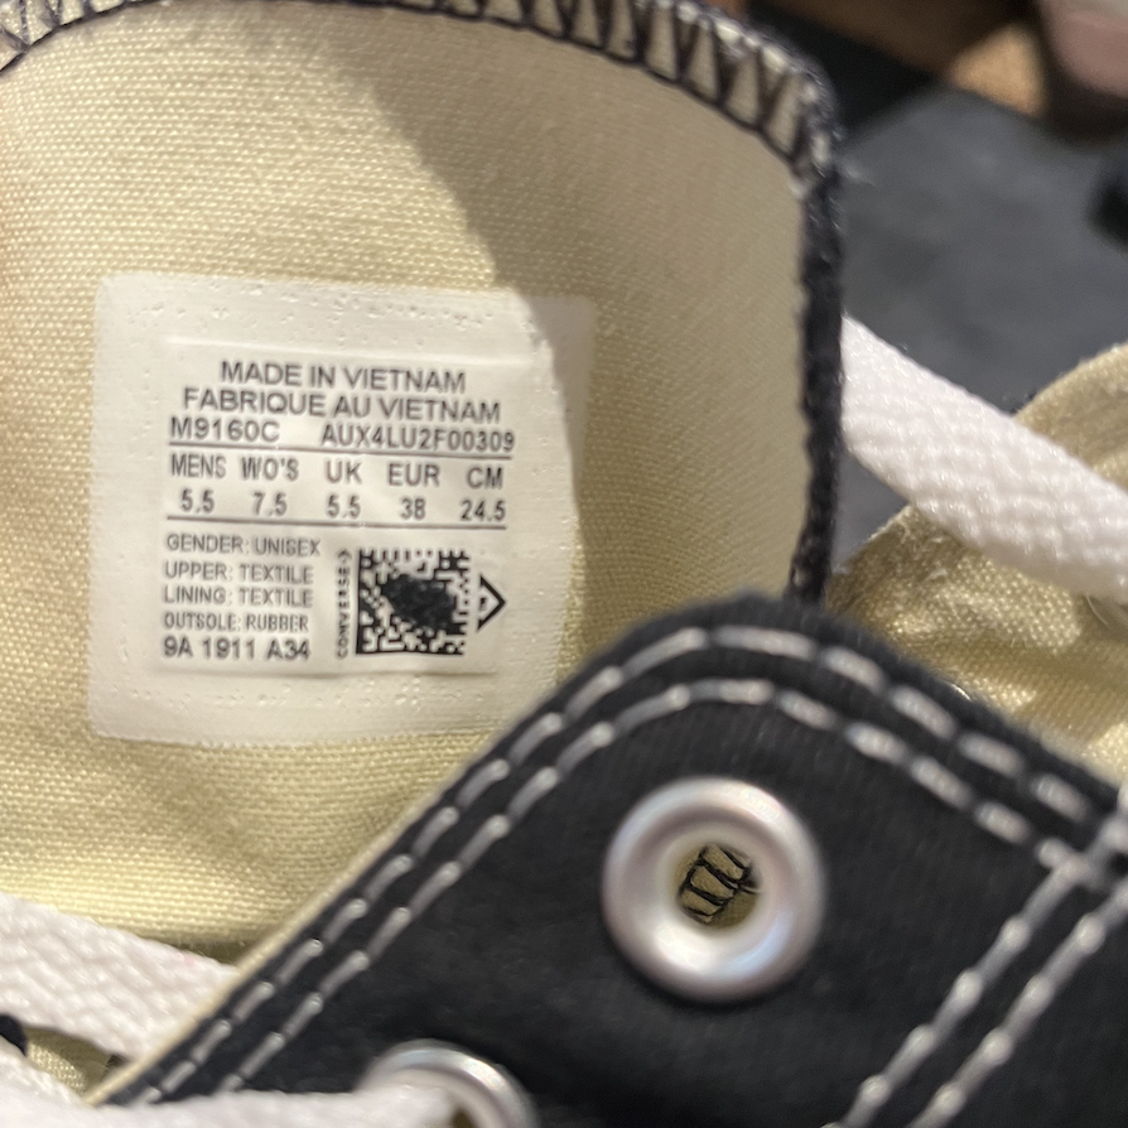 MADE IN VIETNAM
FABRIQUE AU VIETNAM
M9160C AUX4LU2F00309
MENS WO'S UK EUR CM
5.5 7.5 5.5 38 24.5
GENDER: UNISEX
UPPER: TEXTILE
LINING: TEXTILE
OUTSOLE: RUBBER
9A 1911 A34
CONVERSE